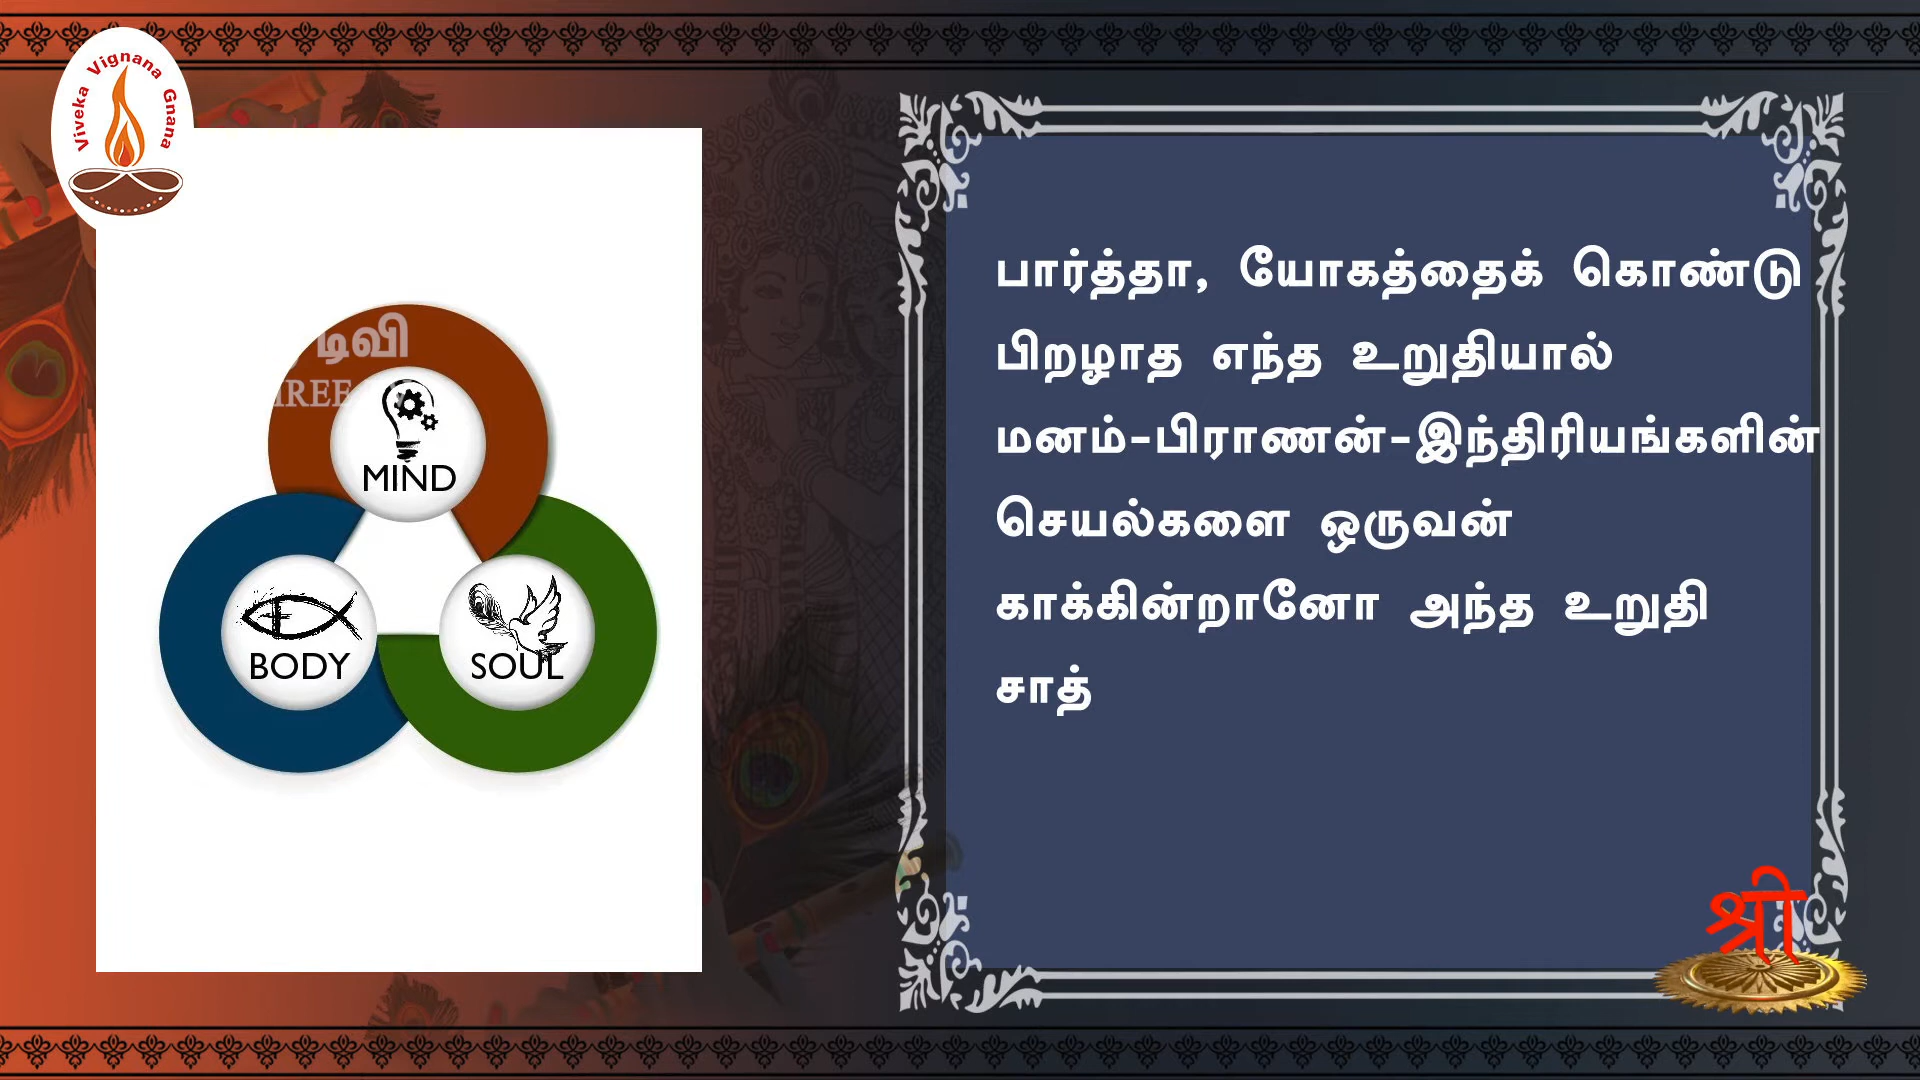 Viveka Vignana Gnana
டிவி
MIND
BODY
SOUL
பார்த்தா, யோகத்தைக் கொண்டு
பிறழாத எந்த உறுதியால்
மனம்-பிராணன்-இந்திரியங்களின்
செயல்களை ஒருவன்
காக்கின்றானோ அந்த உறுதி
சாத்
श्री